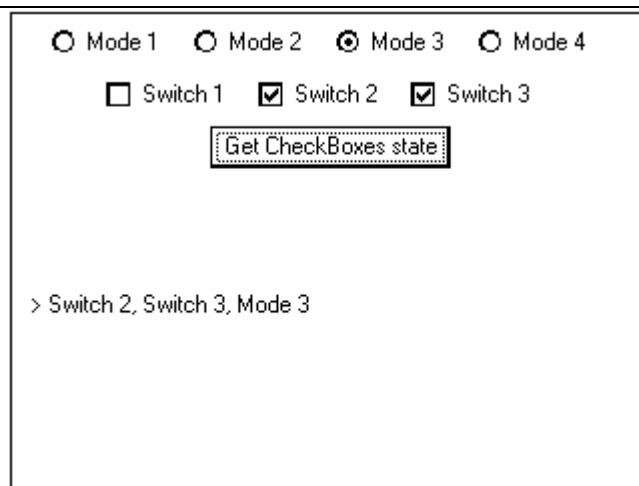 Mode 1 Mode 2 Mode 3 Mode 4
Switch 1 Switch 2 Switch 3
Get CheckBoxes state
> Switch 2, Switch 3, Mode 3